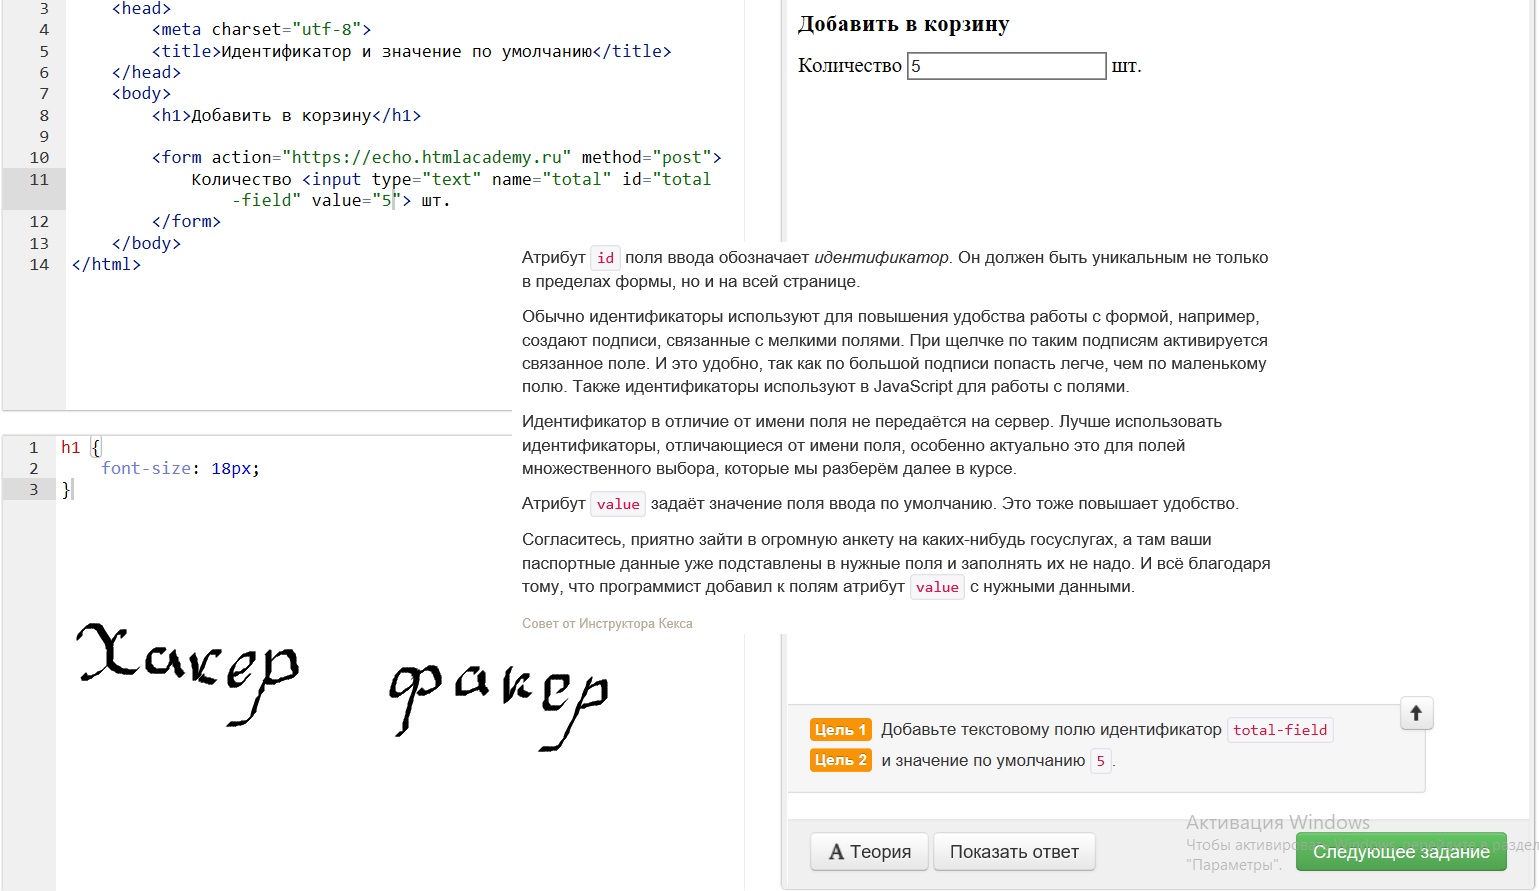 3 <head>
4 <meta charset="utf-8">
5 <title>Идентификатор и значение по умолчанию</title>
6 </head>
7 <body>
8 <h1>Добавить в корзину</h1>
9
10 <form action="https://echo.htmlacademy.ru" method="post">
11 Количество <input type="text" name="total" id="total
-field" value="5"> шт.
12 </form>
13 </body>
14 </html>
Добавить в корзину
Количество 5 шт.
Атрибут id поля ввода обозначает идентификатор. Он должен быть уникальным не только
в пределах формы, но и на всей странице.
Обычно идентификаторы используют для повышения удобства работы с формой, например,
создают подписи, связанные с мелкими полями. При щелчке по таким подписям активируется
связанное поле. И это удобно, так как по большой подписи попасть легче, чем по маленькому
полю. Также идентификаторы используют в JavaScript для работы с полями.
Идентификатор в отличие от имени поля не передаётся на сервер. Лучше использовать
идентификаторы, отличающиеся от имени поля, особенно актуально это для полей
множественного выбора, которые мы разберём далее в курсе.
Атрибут value задаёт значение поля ввода по умолчанию. Это тоже повышает удобство.
Согласитесь, приятно зайти в огромную анкету на каких-нибудь госуслугах, а там ваши
паспортные данные уже подставлены в нужные поля и заполнять их не надо. И всё благодаря
тому, что программист добавил к полям атрибут value с нужными данными.
Совет от Инструктора Кекса
1 h1 {
2 font-size: 18px;
3 }
Хакер факер
Цель 1 Добавьте текстовому полю идентификатор total-field
Цель 2 и значение по умолчанию 5.
Активация Windows
Чтобы активировать Windows, перейдите в раздел
"Параметры".
А Теория Показать ответ Следующее задание